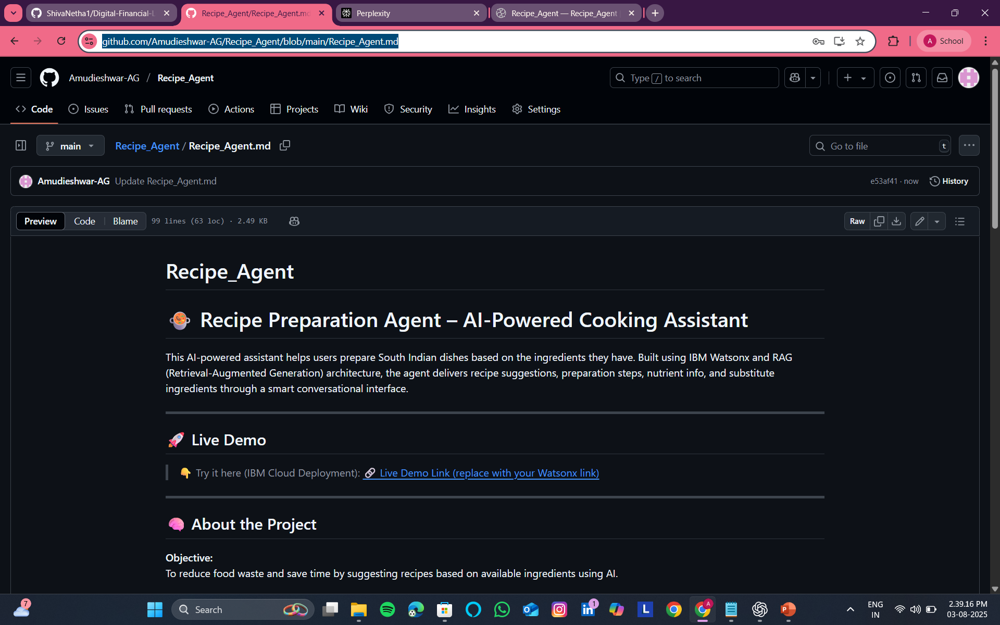 ShivaNetha1/Digital-Financial-L
Recipe_Agent/Recipe_Agent.md
Perplexity
Recipe_Agent — Recipe_Agent
github.com/Amudieshwar-AG/Recipe_Agent/blob/main/Recipe_Agent.md
A School
Amudieshwar-AG / Recipe_Agent
Type / to search
Code Issues Pull requests Actions Projects Wiki Security Insights Settings
main Recipe_Agent / Recipe_Agent.md
Go to file t
Amudieshwar-AG Update Recipe_Agent.md
e53af41 · now History
Preview Code Blame 99 lines (63 loc) · 2.49 KB
Raw
Recipe_Agent
Recipe Preparation Agent – AI-Powered Cooking Assistant
This AI-powered assistant helps users prepare South Indian dishes based on the ingredients they have. Built using IBM Watsonx and RAG
(Retrieval-Augmented Generation) architecture, the agent delivers recipe suggestions, preparation steps, nutrient info, and substitute
ingredients through a smart conversational interface.
🚀 Live Demo
👇 Try it here (IBM Cloud Deployment): 🔗 Live Demo Link (replace with your Watsonx link)
🧠 About the Project
Objective:
To reduce food waste and save time by suggesting recipes based on available ingredients using AI.
7
Search
1
L
A
P
ENG
IN
2.39.16 PM
03-08-2025